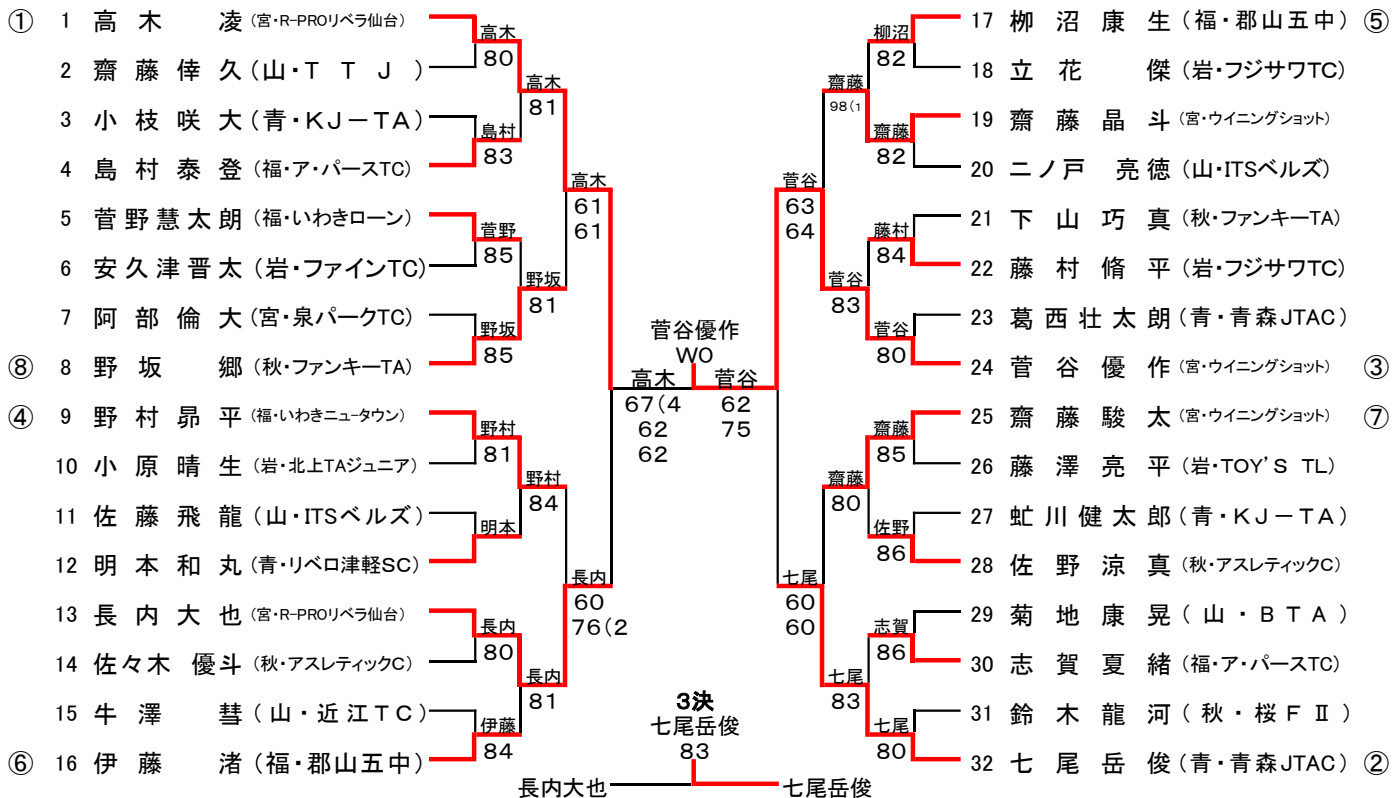 ① 1 高木 凌 (宮・R-PROリベラ仙台)
2 齋藤倖久 (山・TTJ)
3 小枝咲大 (青・KJ－TA)
4 島村泰登 (福・ア・パースTC)
5 菅野慧太朗 (福・いわきローン)
6 安久津晋太 (岩・ファインTC)
7 阿部倫大 (宮・泉パークTC)
⑧ 8 野坂 郷 (秋・ファンキーTA)
④ 9 野村昴平 (福・いわきニュータウン)
10 小原晴生 (岩・北上TAジュニア)
11 佐藤飛龍 (山・ITSベルズ)
12 明本和丸 (青・リベロ津軽SC)
13 長内大也 (宮・R-PROリベラ仙台)
14 佐々木 優斗 (秋・アスレティックC)
15 牛澤 彗 (山・近江TC)
⑥ 16 伊藤 渚 (福・郡山五中)
高木
80
島村
83
菅野
85
野坂
85
野村
81
明本
長内
80
伊藤
84
高木
81
野坂
81
野村
84
長内
81
高木
61
61
長内
60
76(2
菅谷優作
WO
高木
67(4
62
62
菅谷
62
75
3決
七尾岳俊
83
長内大也
七尾岳俊
菅谷
63
64
七尾
60
60
齋藤
98(1
菅谷
83
齋藤
80
七尾
83
柳沼
82
齋藤
82
藤村
84
菅谷
80
齋藤
85
佐野
86
志賀
86
七尾
80
17 栁沼康生 (福・郡山五中) ⑤
18 立花 傑 (岩・フジサワTC)
19 齋藤晶斗 (宮・ウイニングショット)
20 二ノ戸 亮徳 (山・ITSベルズ)
21 下山巧真 (秋・ファンキーTA)
22 藤村脩平 (岩・フジサワTC)
23 葛西壮太朗 (青・青森JTAC)
24 菅谷優作 (宮・ウイニングショット) ③
25 齋藤駿太 (宮・ウイニングショット) ⑦
26 藤澤亮平 (岩・TOY'S TL)
27 虻川健太郎 (青・KJ－TA)
28 佐野涼真 (秋・アスレティックC)
29 菊地康晃 (山・BTA)
30 志賀夏緒 (福・ア・パースTC)
31 鈴木龍河 (秋・桜FⅡ)
32 七尾岳俊 (青・青森JTAC) ②